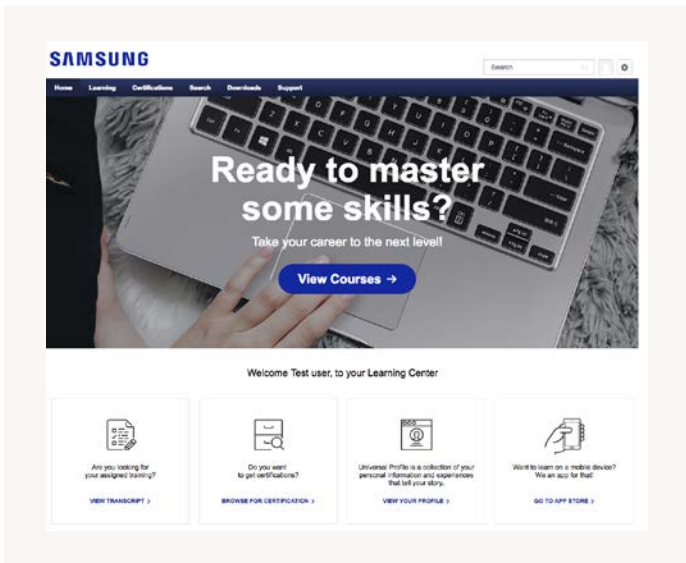 SAMSUNG
Search
Home Learning Certifications Search Downloads Support
Ready to master
some skills?
Take your career to the next level!
View Courses →
Welcome Test user, to your Learning Center
Are you looking for
your assigned training?
VIEW TRANSCRIPT >
Do you want
to get certifications?
BROWSE FOR CERTIFICATION >
Universal Profile is a collection of your
personal information and experiences
that tell your story.
VIEW YOUR PROFILE >
Want to learn on a mobile device?
We an app for that!
GO TO APP STORE >